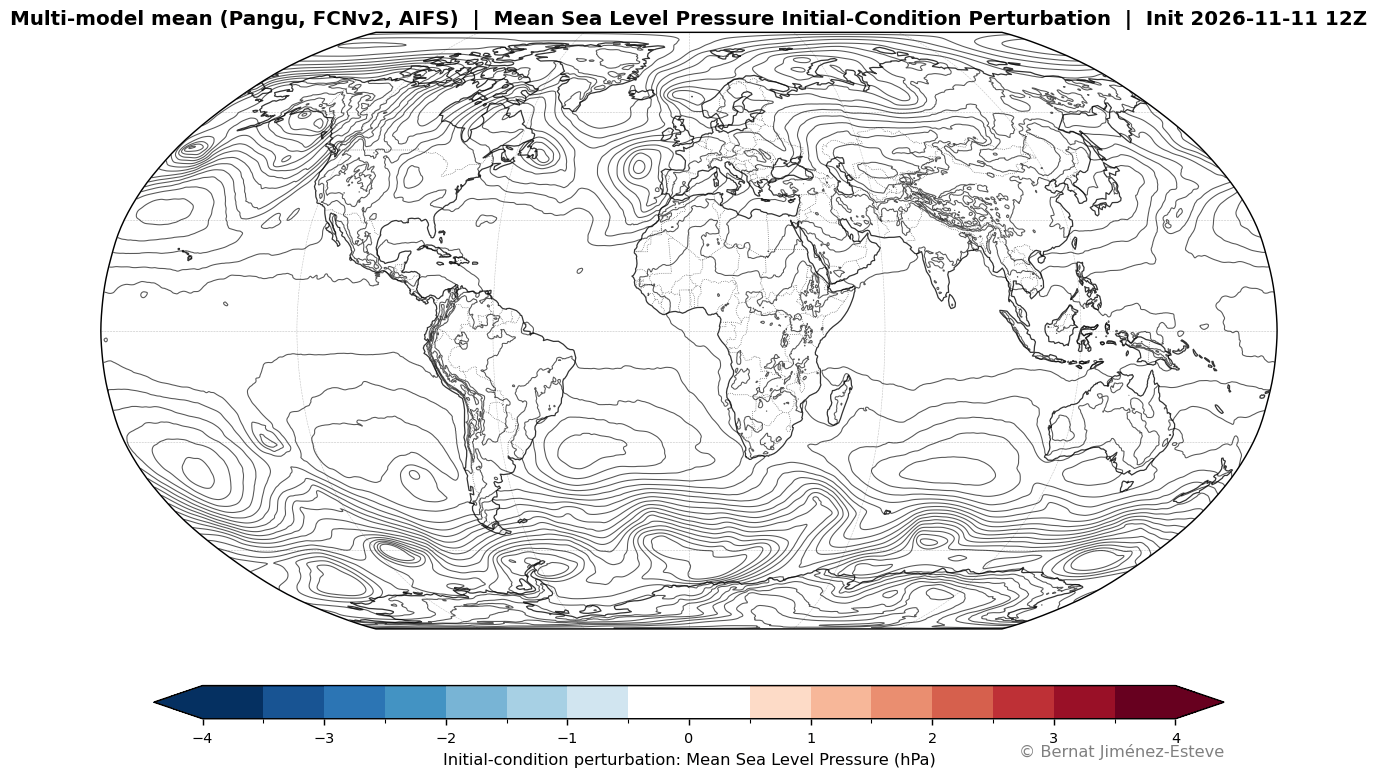 Multi-model mean (Pangu, FCNv2, AIFS)  |  Mean Sea Level Pressure Initial-Condition Perturbation  |  Init 2026-11-11 12Z
−4 −3 −2 −1 0 1 2 3 4
Initial-condition perturbation: Mean Sea Level Pressure (hPa)
© Bernat Jiménez-Esteve